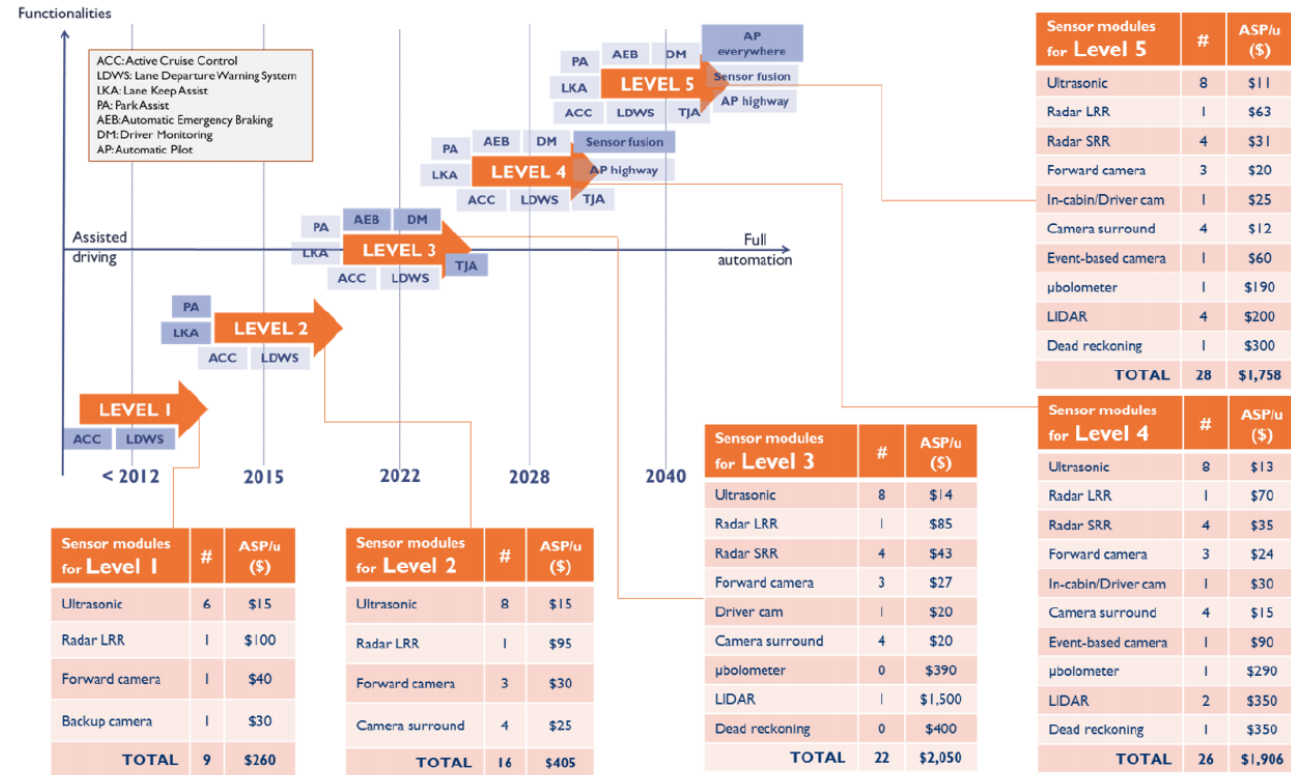 Functionalities
ACC: Active Cruise Control
LDWS: Lane Departure Warning System
LKA: Lane Keep Assist
PA: Park Assist
AEB: Automatic Emergency Braking
DM: Driver Monitoring
AP: Automatic Pilot
AP
everywhere
AEB DM
PA
Sensor fusion
LKA
LEVEL 5
AP highway
ACC LDWS TJA
AEB DM Sensor fusion
PA
LKA
LEVEL 4
AP highway
ACC LDWS TJA
AEB DM
PA
LKA
LEVEL 3
TJA
ACC LDWS
Assisted
driving
Full
automation
PA
LKA
LEVEL 2
ACC LDWS
LEVEL 1
ACC LDWS
< 2012 2015 2022 2028 2040
Sensor modules
for Level 1 # ASP/u
($)
Ultrasonic 6 $15
Radar LRR 1 $100
Forward camera 1 $40
Backup camera 1 $30
TOTAL 9 $260
Sensor modules
for Level 2 # ASP/u
($)
Ultrasonic 8 $15
Radar LRR 1 $95
Forward camera 3 $30
Camera surround 4 $25
TOTAL 16 $405
Sensor modules
for Level 3 # ASP/u
($)
Ultrasonic 8 $14
Radar LRR 1 $85
Radar SRR 4 $43
Forward camera 3 $27
Driver cam 1 $20
Camera surround 4 $20
μbolometer 0 $390
LIDAR 1 $1,500
Dead reckoning 0 $400
TOTAL 22 $2,050
Sensor modules
for Level 5 # ASP/u
($)
Ultrasonic 8 $11
Radar LRR 1 $63
Radar SRR 4 $31
Forward camera 3 $20
In-cabin/Driver cam 1 $25
Camera surround 4 $12
Event-based camera 1 $60
μbolometer 1 $190
LIDAR 4 $200
Dead reckoning 1 $300
TOTAL 28 $1,758
Sensor modules
for Level 4 # ASP/u
($)
Ultrasonic 8 $13
Radar LRR 1 $70
Radar SRR 4 $35
Forward camera 3 $24
In-cabin/Driver cam 1 $30
Camera surround 4 $15
Event-based camera 1 $90
μbolometer 1 $290
LIDAR 2 $350
Dead reckoning 1 $350
TOTAL 26 $1,906